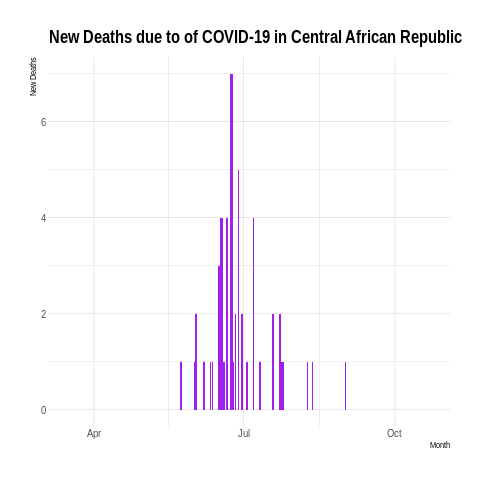 New Deaths due to of COVID-19 in Central African Republic
New Deaths
6
4
2
0
Apr
Jul
Oct
Month